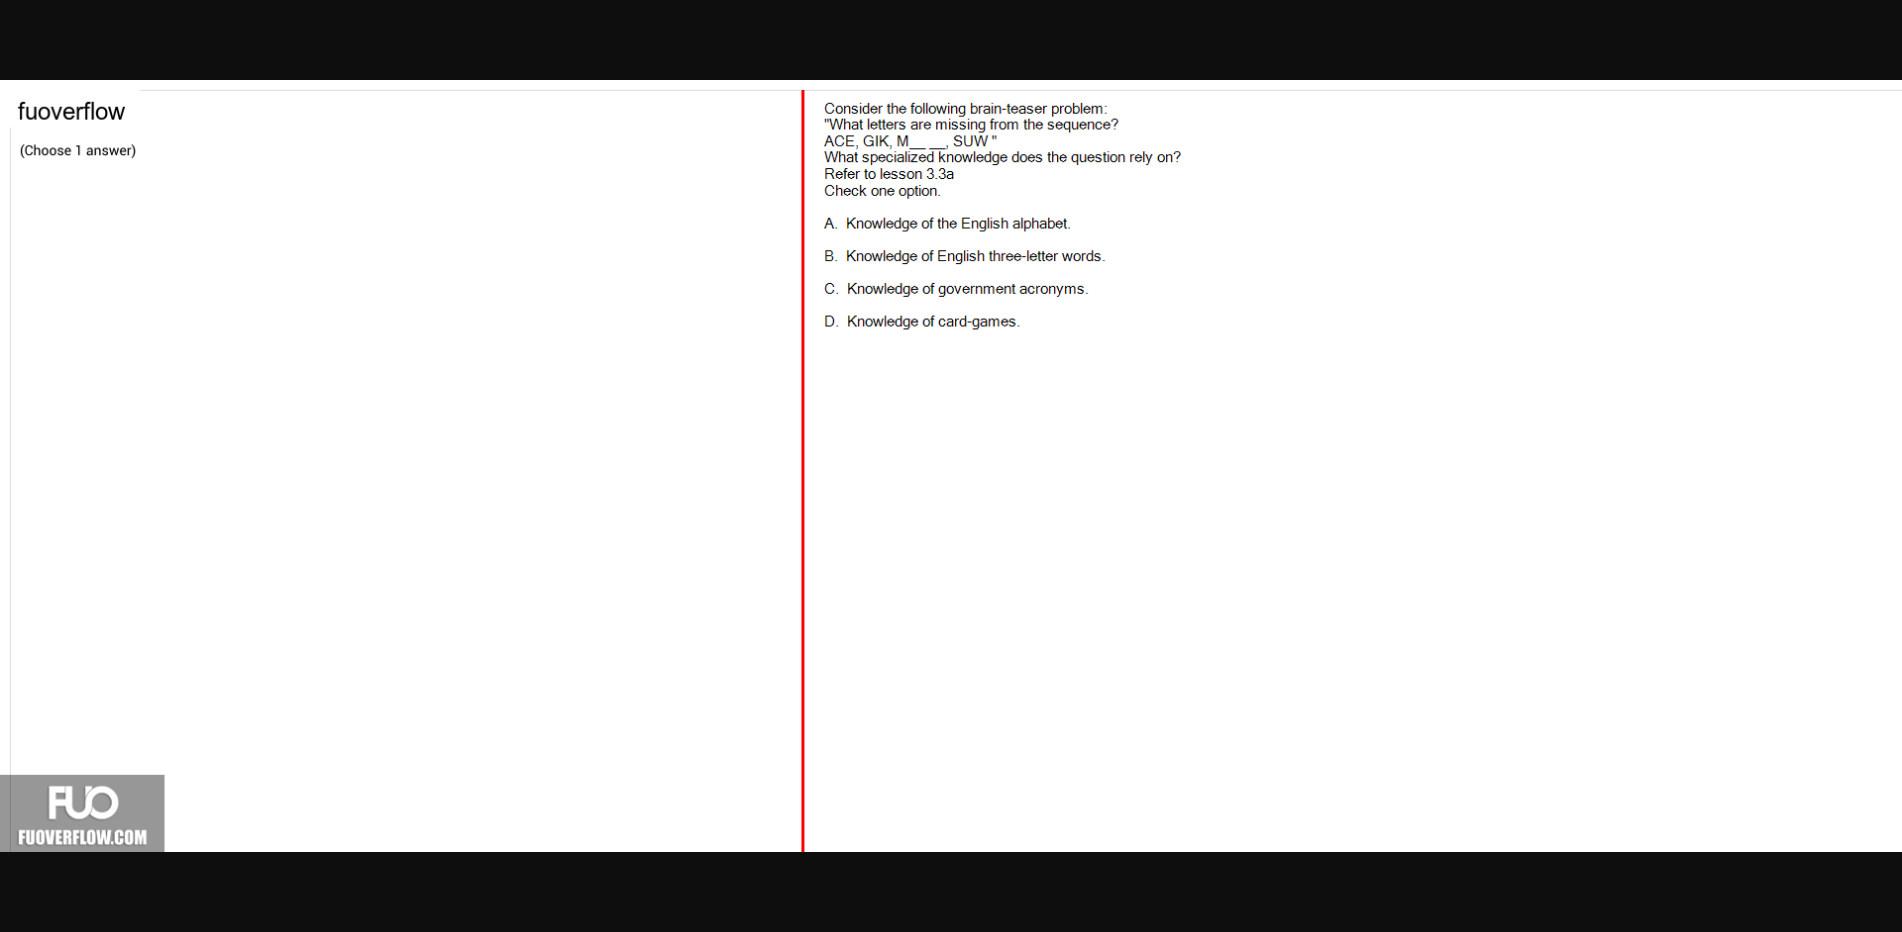 fuoverflow
(Choose 1 answer)
Consider the following brain-teaser problem:
"What letters are missing from the sequence?
ACE, GIK, M__ __, SUW "
What specialized knowledge does the question rely on?
Refer to lesson 3.3a
Check one option.
A. Knowledge of the English alphabet.
B. Knowledge of English three-letter words.
C. Knowledge of government acronyms.
D. Knowledge of card-games.
FUO
FUOVERFLOW.COM